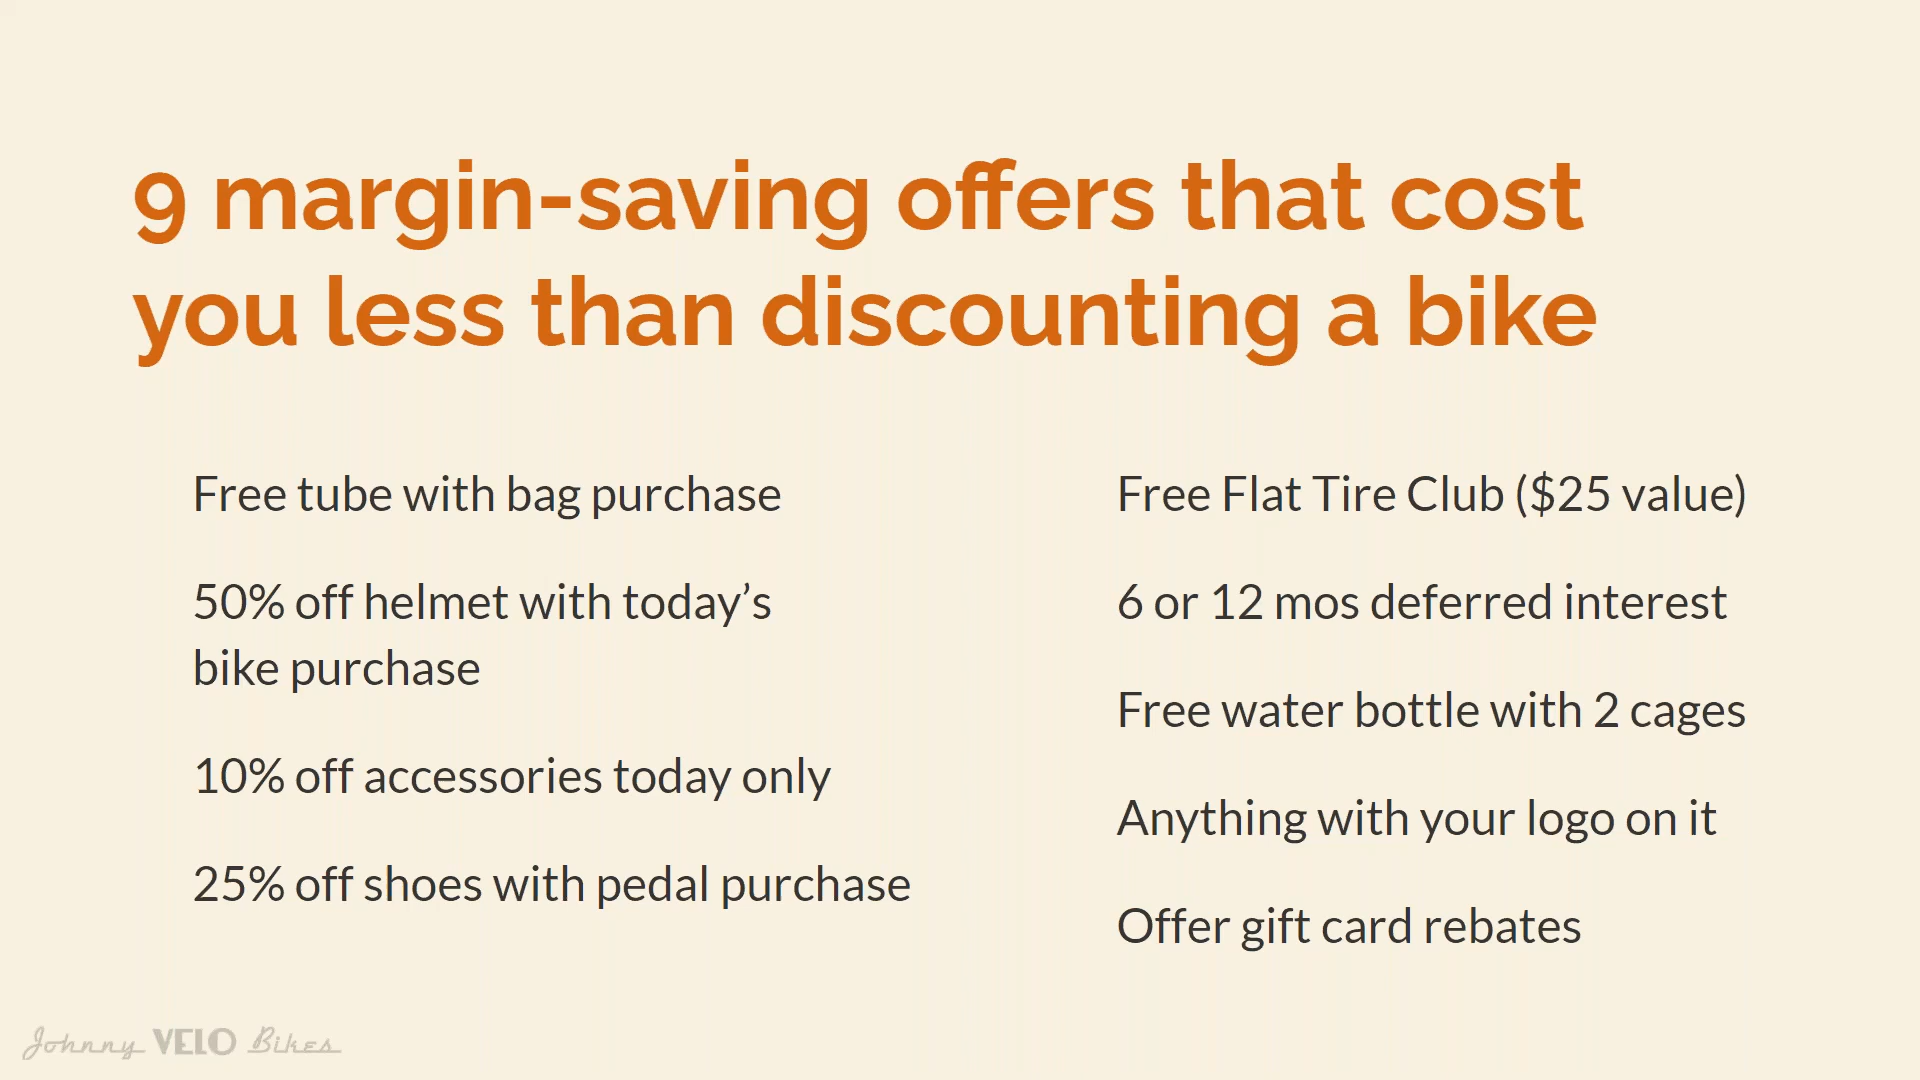 9 margin-saving offers that cost
you less than discounting a bike
Free tube with bag purchase
50% off helmet with today’s
bike purchase
10% off accessories today only
25% off shoes with pedal purchase
Free Flat Tire Club ($25 value)
6 or 12 mos deferred interest
Free water bottle with 2 cages
Anything with your logo on it
Offer gift card rebates
Johnny VELO Bikes